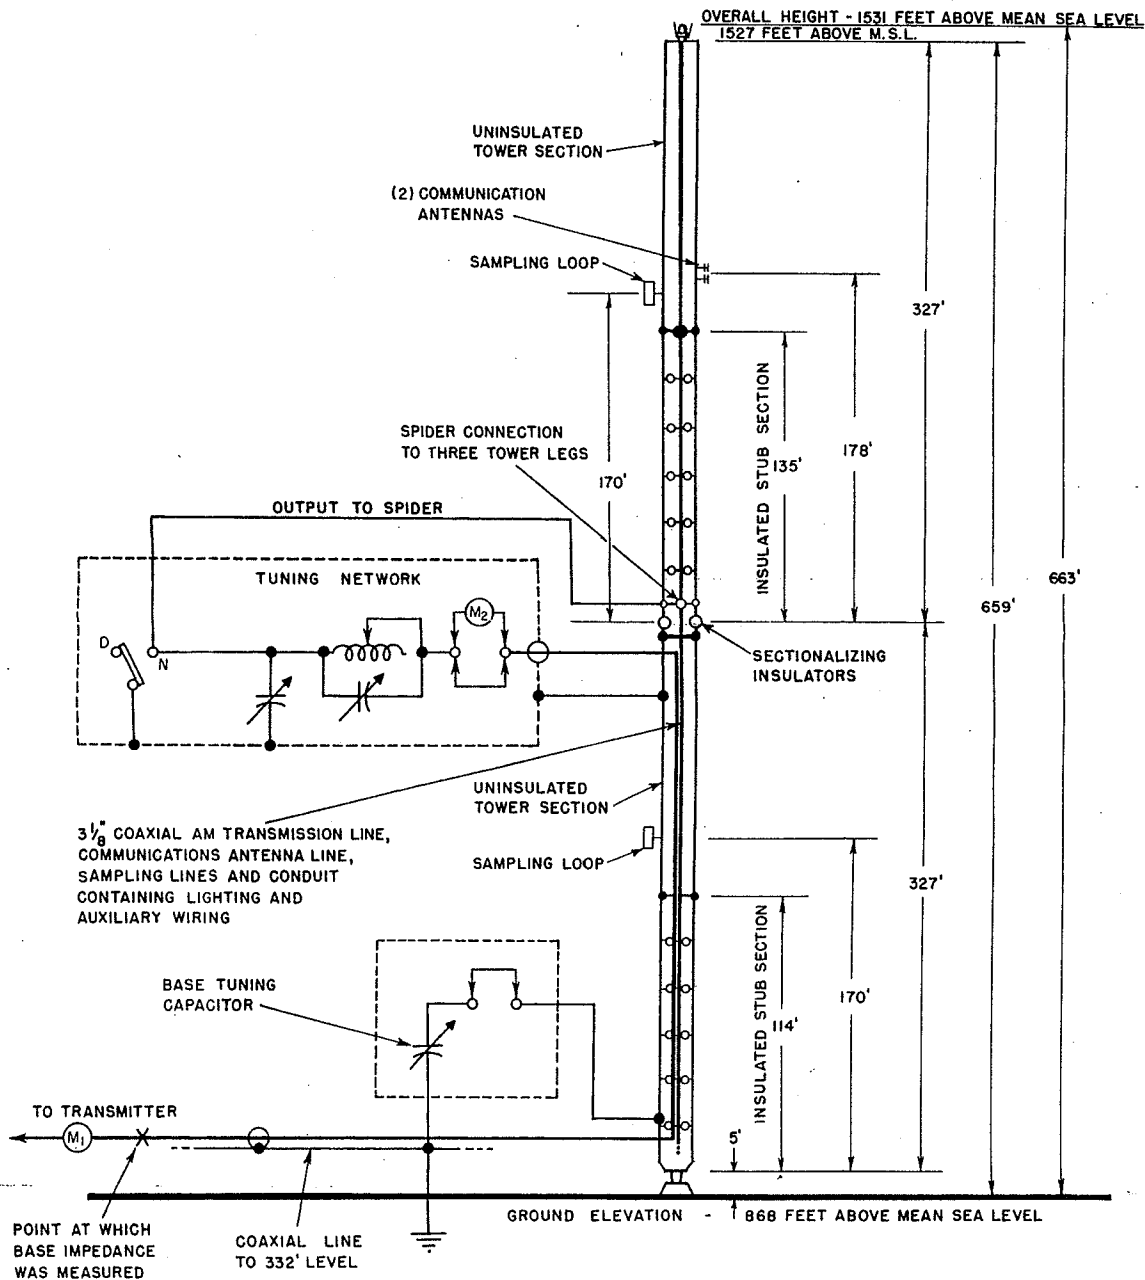 OVERALL HEIGHT - 1531 FEET ABOVE MEAN SEA LEVEL
1527 FEET ABOVE M.S.L.
UNINSULATED
TOWER SECTION
(2) COMMUNICATION
ANTENNAS
SAMPLING LOOP
327'
INSULATED STUB SECTION
135'
178'
SPIDER CONNECTION
TO THREE TOWER LEGS
170'
OUTPUT TO SPIDER
663'
659'
TUNING NETWORK
M2
D
N
SECTIONALIZING
INSULATORS
UNINSULATED
TOWER SECTION
3 1/8" COAXIAL AM TRANSMISSION LINE,
COMMUNICATIONS ANTENNA LINE,
SAMPLING LINES AND CONDUIT
CONTAINING LIGHTING AND
AUXILIARY WIRING
SAMPLING LOOP
327'
INSULATED STUB SECTION
114'
170'
BASE TUNING
CAPACITOR
TO TRANSMITTER
M1
5'
GROUND ELEVATION - 868 FEET ABOVE MEAN SEA LEVEL
POINT AT WHICH
BASE IMPEDANCE
WAS MEASURED
COAXIAL LINE
TO 332' LEVEL